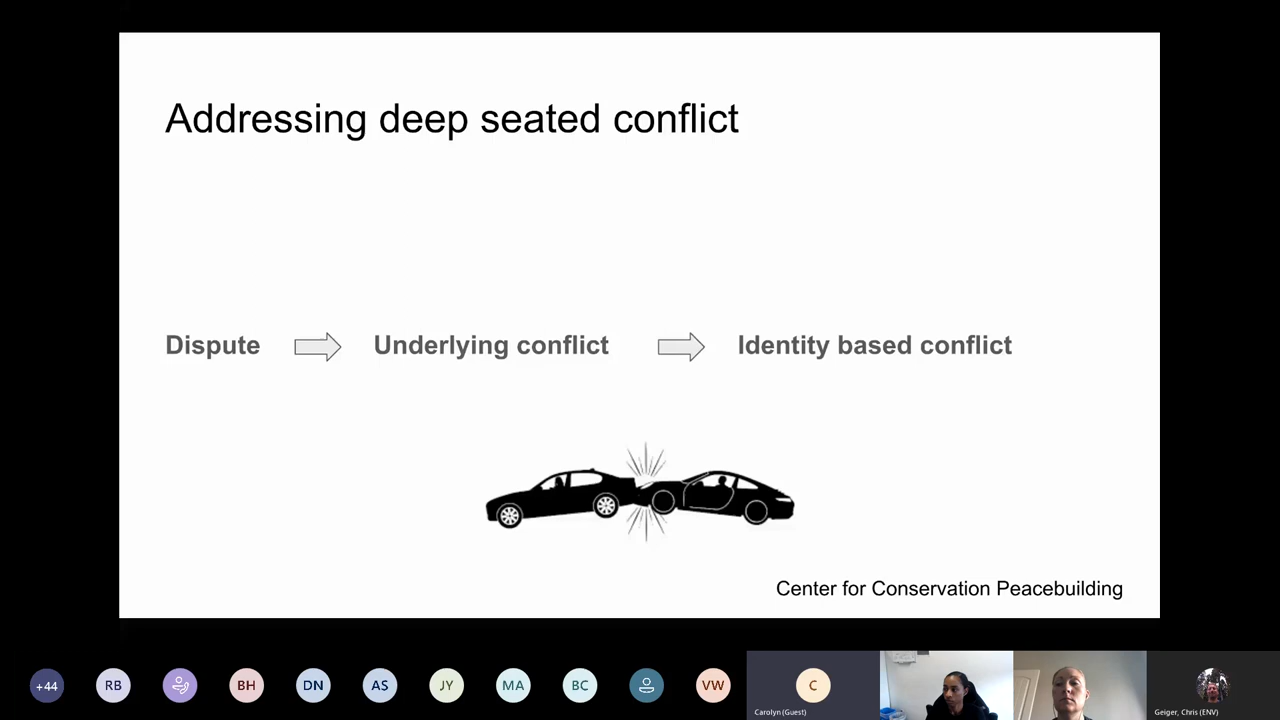 Addressing deep seated conflict
Dispute Underlying conflict Identity based conflict
Center for Conservation Peacebuilding
+44 RB BH DN AS JY MA BC VW C
Carolyn (Guest) Geiger, Chris (ENV)